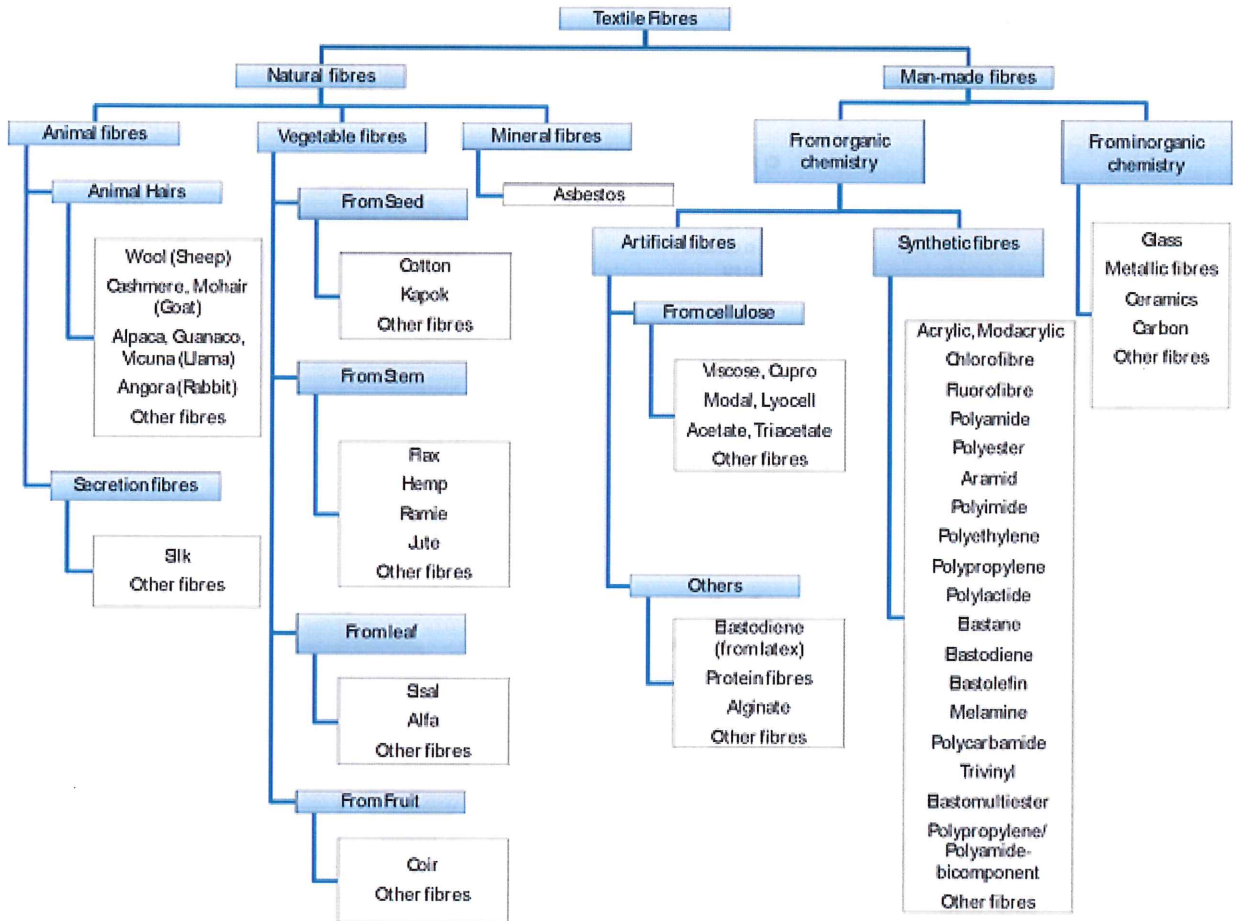 Textile Fibres
Natural fibres
Man-made fibres
Animal fibres
Vegetable fibres
Mineral fibres
From organic
chemistry
From inorganic
chemistry
Animal Hairs
Wool (Sheep)
Cashmere, Mohair
(Goat)
Alpaca, Guanaco,
Vicuna (Llama)
Angora (Rabbit)
Other fibres
Secretion fibres
Silk
Other fibres
From Seed
Cotton
Kapok
Other fibres
From Stem
Flax
Hemp
Ramie
Jute
Other fibres
From leaf
Sisal
Alfa
Other fibres
From Fruit
Coir
Other fibres
Asbestos
Artificial fibres
From cellulose
Viscose, Cupro
Modal, Lyocell
Acetate, Triacetate
Other fibres
Others
Elastodiene
(from latex)
Protein fibres
Alginate
Other fibres
Synthetic fibres
Acrylic, Modacrylic
Chlorofibre
Fluorofibre
Polyamide
Polyester
Aramid
Polyimide
Polyethylene
Polypropylene
Polylactide
Elastane
Elastodiene
Elastolefin
Melamine
Polycarbamide
Trivinyl
Elastomultiester
Polypropylene/
Polyamide-
bicomponent
Other fibres
Glass
Metallic fibres
Ceramics
Carbon
Other fibres